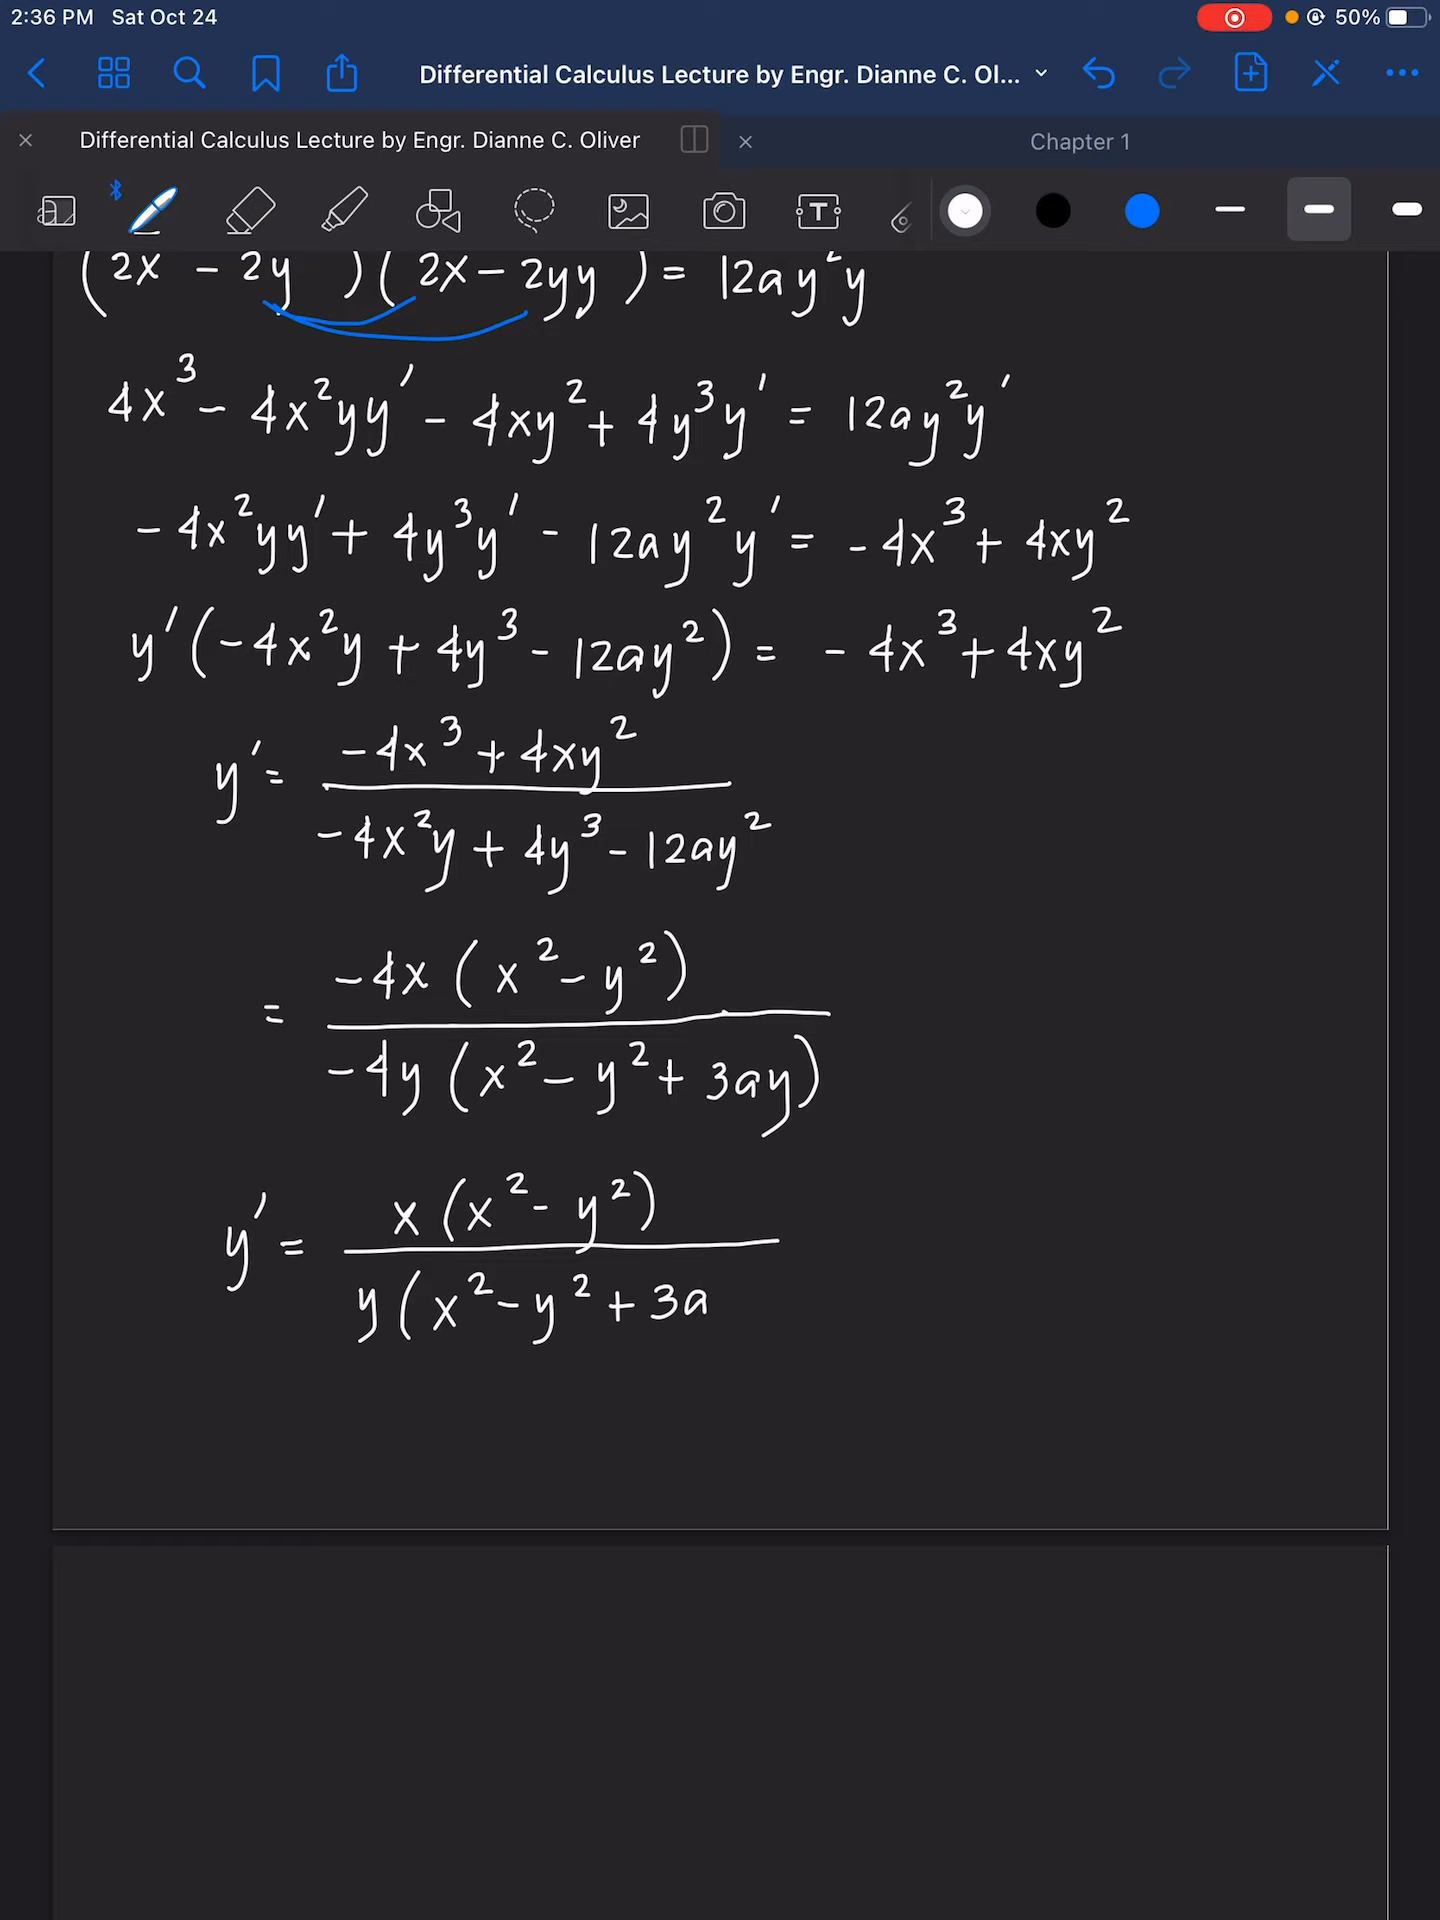 2:36 PM Sat Oct 24 50%
Differential Calculus Lecture by Engr. Dianne C. Ol...
Differential Calculus Lecture by Engr. Dianne C. Oliver Chapter 1
T
(2x - 2y )(2x - 2yy ) = 12ay²y
4x³ - 4x²yy' - 4xy² + 4y³y' = 12ay²y'
-4x²yy' + 4y³y' - 12ay²y' = -4x³ + 4xy²
y'(-4x²y + 4y³ - 12ay²) = -4x³ + 4xy²
y' = -4x³ + 4xy²
-4x²y + 4y³ - 12ay²
= -4x(x² - y²)
-4y(x² - y² + 3ay)
y' = x(x² - y²)
y(x² - y² + 3a